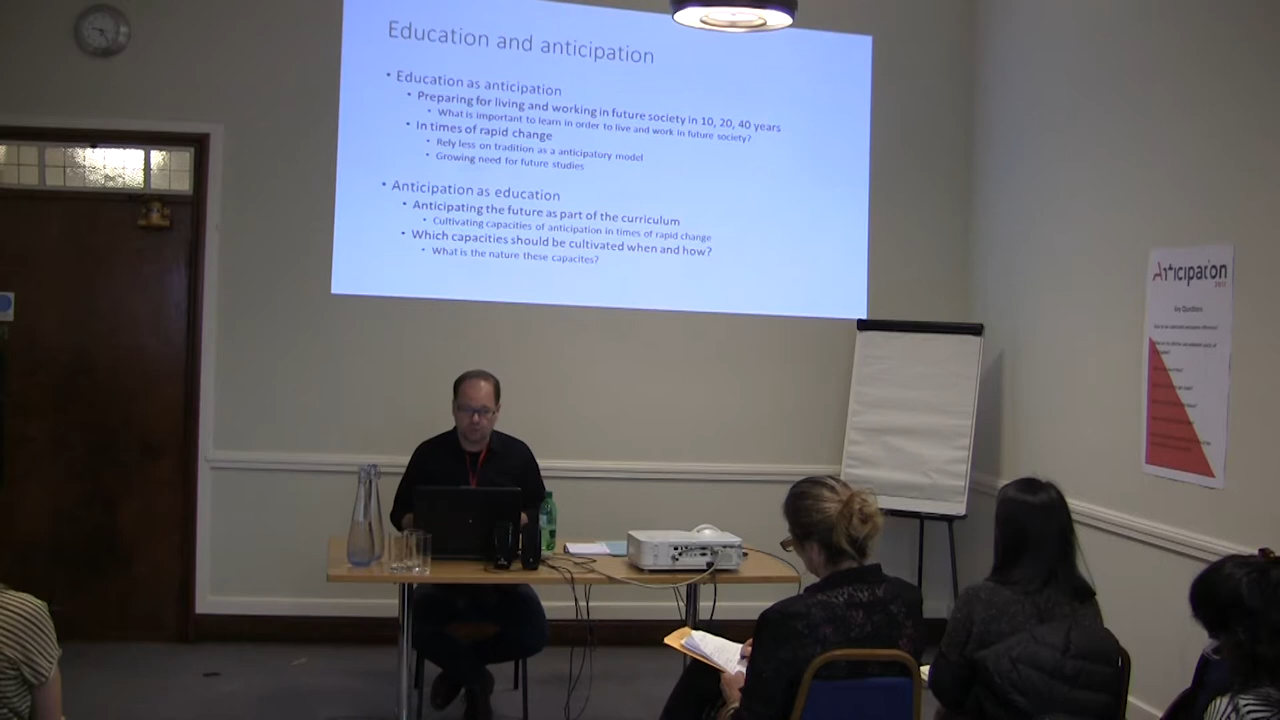 Education and anticipation
• Education as anticipation
• Preparing for living and working in future society in 10, 20, 40 years
• What is important to learn in order to live and work in future society?
• In times of rapid change
• Rely less on tradition as a anticipatory model
• Growing need for future studies
• Anticipation as education
• Anticipating the future as part of the curriculum
• Cultivating capacities of anticipation in times of rapid change
• Which capacities should be cultivated when and how?
• What is the nature these capacites?
Anticipation
Key Questions